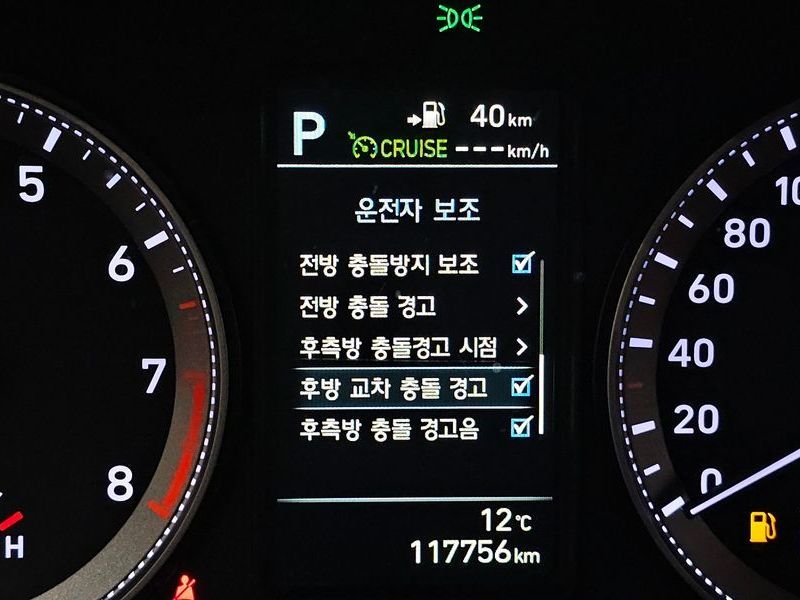 P
40km
CRUISE ---km/h
운전자 보조
전방 충돌방지 보조
전방 충돌 경고
후측방 충돌경고 시점
후방 교차 충돌 경고
후측방 충돌 경고음
12℃
117756km
5
6
7
8
H
80
60
40
20
0